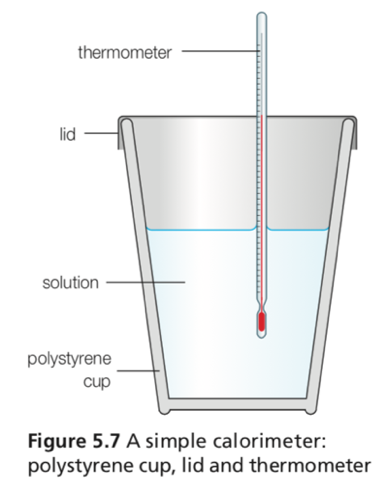 thermometer
lid
solution
polystyrene
cup
Figure 5.7 A simple calorimeter:
polystyrene cup, lid and thermometer